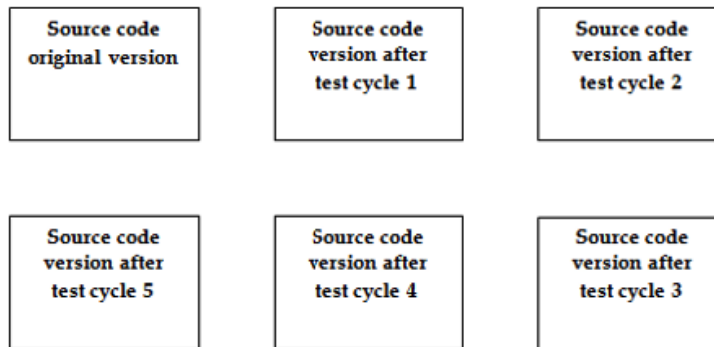 Source code
original version
Source code
version after
test cycle 1
Source code
version after
test cycle 2
Source code
version after
test cycle 5
Source code
version after
test cycle 4
Source code
version after
test cycle 3